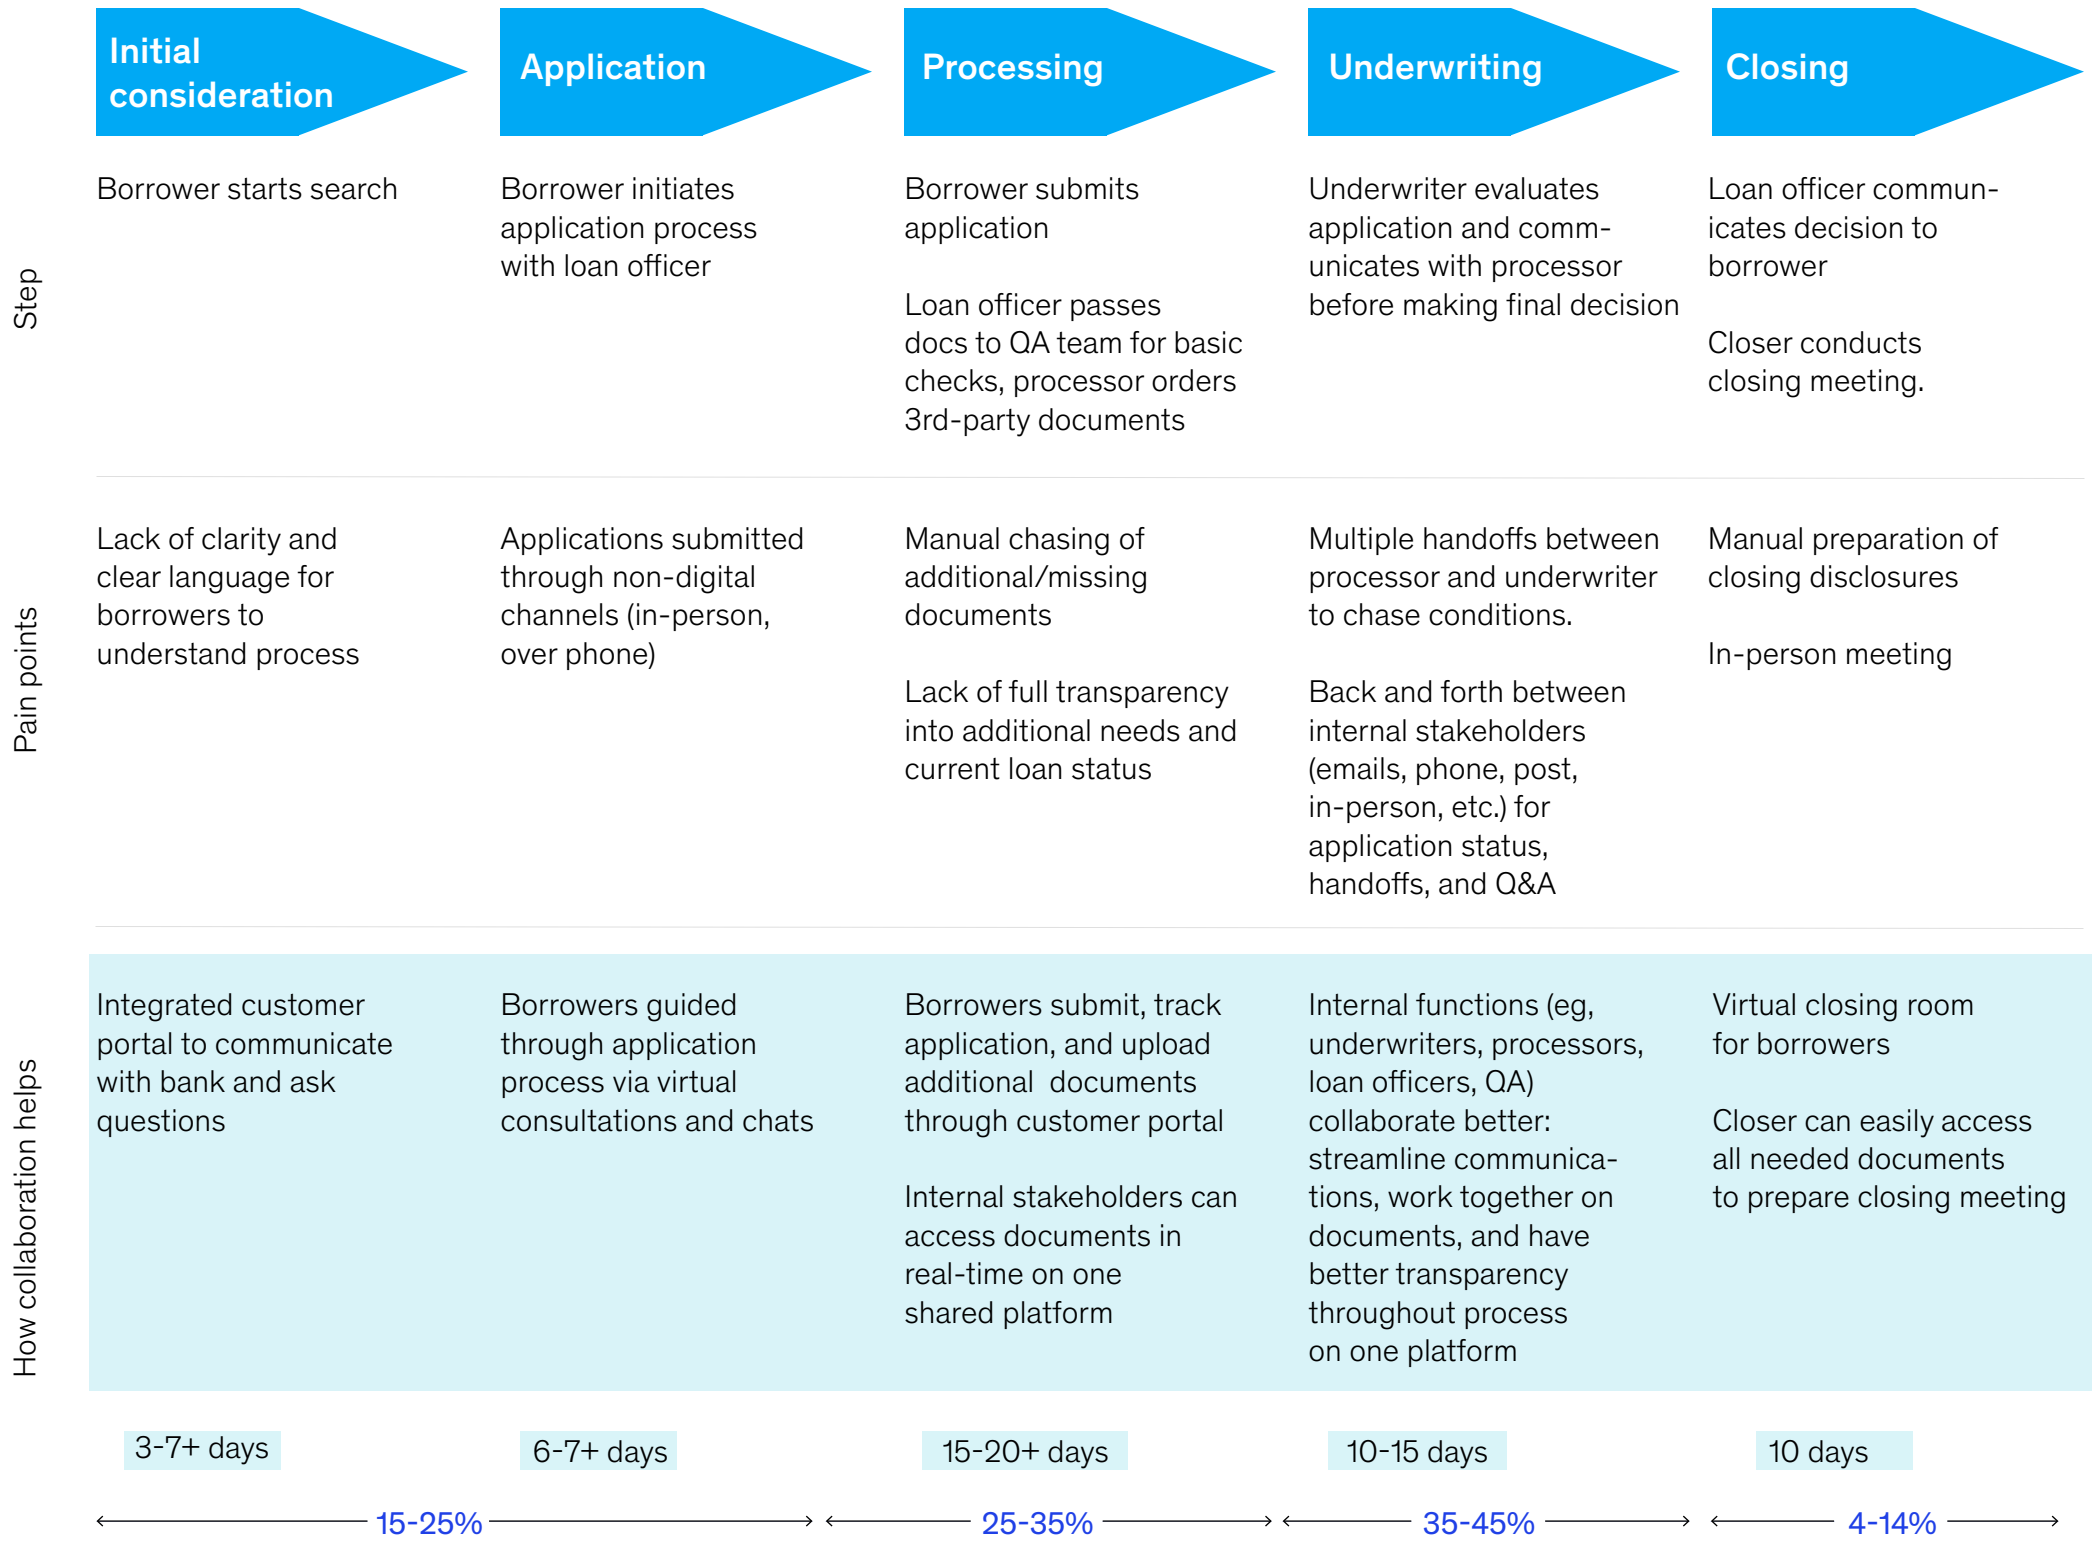 Initial
consideration
Application
Processing
Underwriting
Closing
Step
Borrower starts search
Borrower initiates
application process
with loan officer
Borrower submits
application
Loan officer passes
docs to QA team for basic
checks, processor orders
3rd-party documents
Underwriter evaluates
application and comm-
unicates with processor
before making final decision
Loan officer commun-
icates decision to
borrower
Closer conducts
closing meeting.
Pain points
Lack of clarity and
clear language for
borrowers to
understand process
Applications submitted
through non-digital
channels (in-person,
over phone)
Manual chasing of
additional/missing
documents
Lack of full transparency
into additional needs and
current loan status
Multiple handoffs between
processor and underwriter
to chase conditions.
Back and forth between
internal stakeholders
(emails, phone, post,
in-person, etc.) for
application status,
handoffs, and Q&A
Manual preparation of
closing disclosures
In-person meeting
How collaboration helps
Integrated customer
portal to communicate
with bank and ask
questions
Borrowers guided
through application
process via virtual
consultations and chats
Borrowers submit, track
application, and upload
additional documents
through customer portal
Internal stakeholders can
access documents in
real-time on one
shared platform
Internal functions (eg,
underwriters, processors,
loan officers, QA)
collaborate better:
streamline communica-
tions, work together on
documents, and have
better transparency
throughout process
on one platform
Virtual closing room
for borrowers
Closer can easily access
all needed documents
to prepare closing meeting
3-7+ days
6-7+ days
15-20+ days
10-15 days
10 days
15-25%
25-35%
35-45%
4-14%